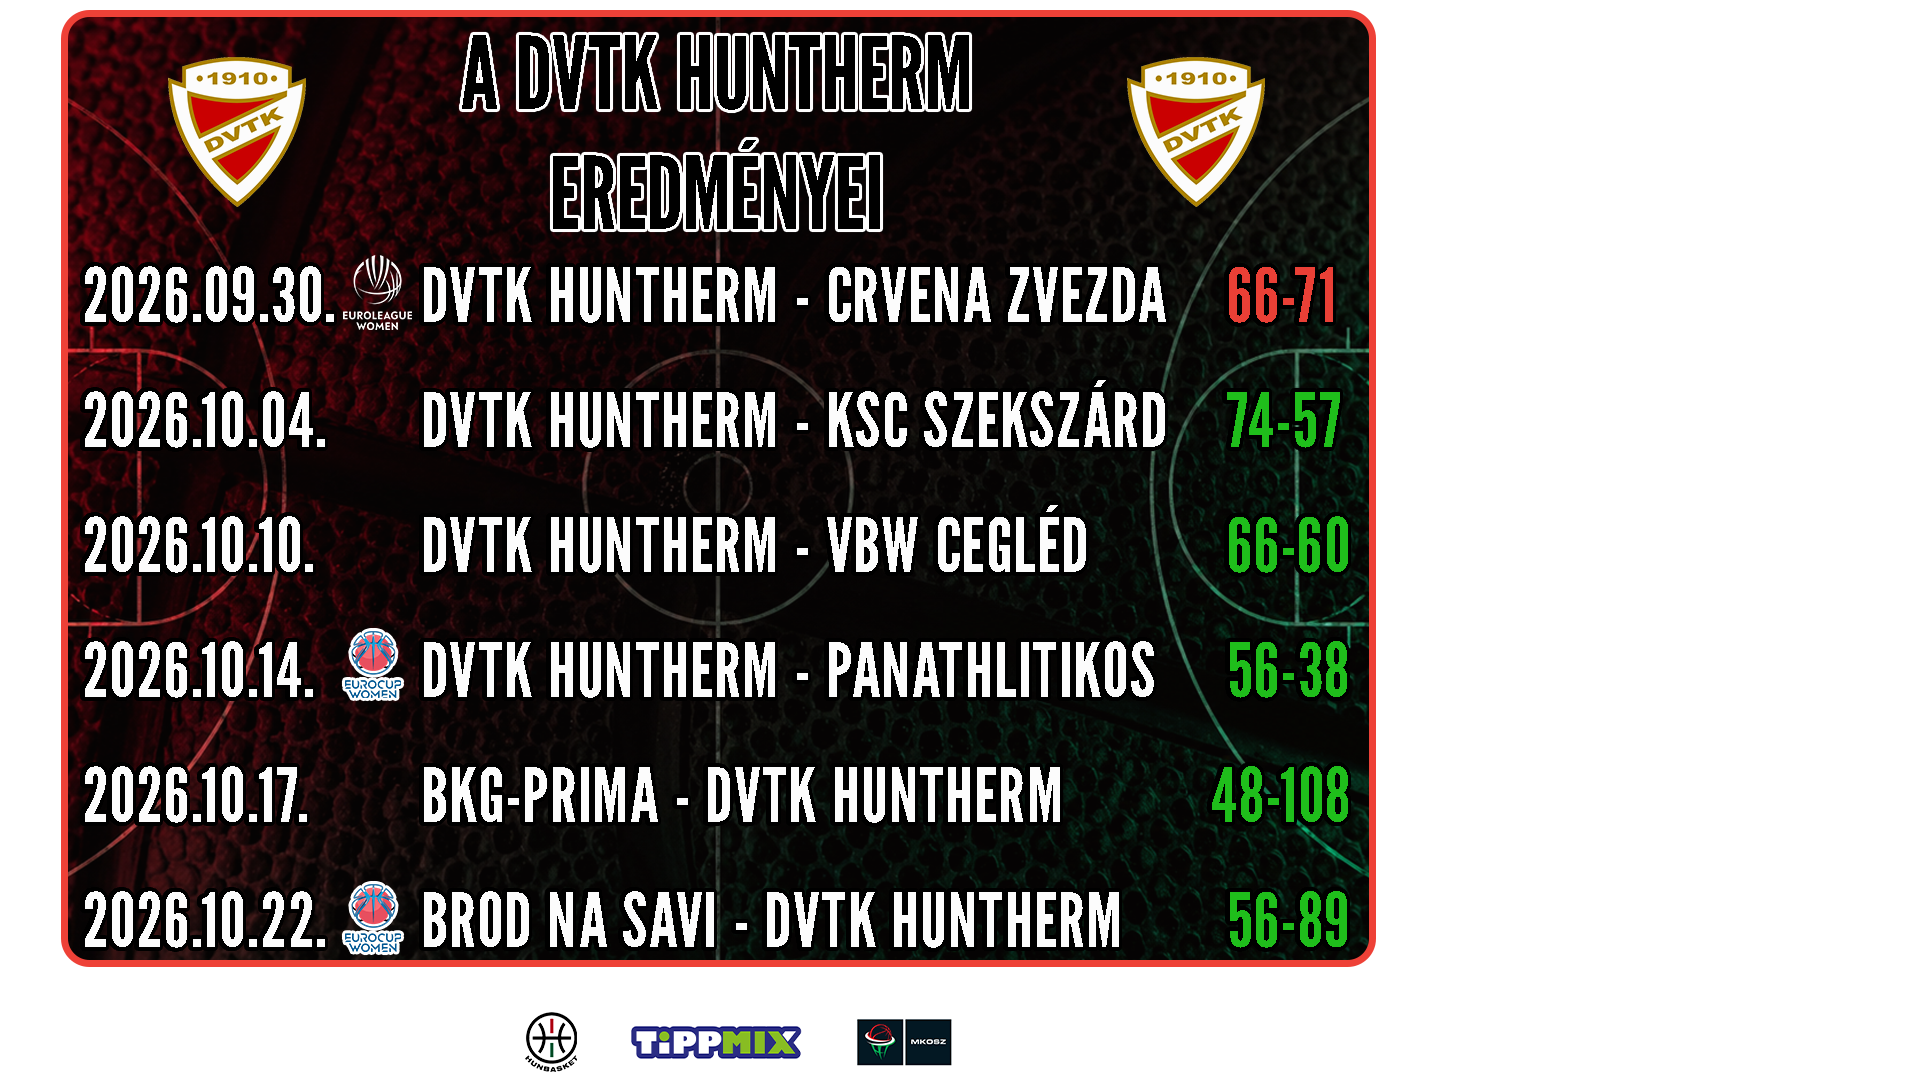 A DVTK HUNTHERM
EREDMÉNYEI
•1910•
DVTK
•1910•
DVTK
2026.09.30. EUROLEAGUE WOMEN DVTK HUNTHERM - CRVENA ZVEZDA 66-71
2026.10.04. DVTK HUNTHERM - KSC SZEKSZÁRD 74-57
2026.10.10. DVTK HUNTHERM - VBW CEGLÉD 66-60
2026.10.14. EUROCUP WOMEN DVTK HUNTHERM - PANATHLITIKOS 56-38
2026.10.17. BKG-PRIMA - DVTK HUNTHERM 48-108
2026.10.22. EUROCUP WOMEN BROD NA SAVI - DVTK HUNTHERM 56-89
HUNBASKET TiPPMIX MKOSZ